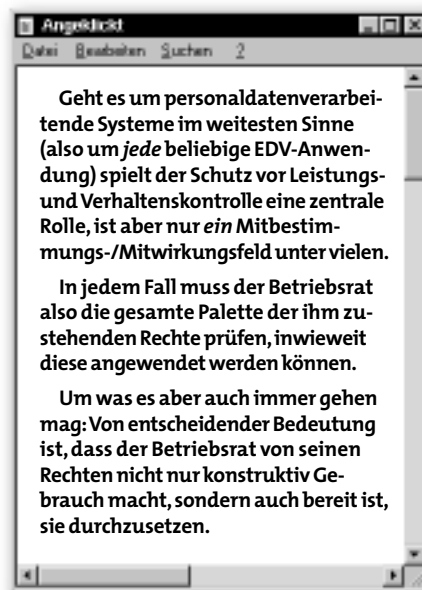 Angeklickt
Datei Bearbeiten Suchen ?
Geht es um personaldatenverarbei-
tende Systeme im weitesten Sinne
(also um jede beliebige EDV-Anwen-
dung) spielt der Schutz vor Leistungs-
und Verhaltenskontrolle eine zentrale
Rolle, ist aber nur ein Mitbestim-
mungs-/Mitwirkungsfeld unter vielen.
In jedem Fall muss der Betriebsrat
also die gesamte Palette der ihm zu-
stehenden Rechte prüfen, inwieweit
diese angewendet werden können.
Um was es aber auch immer gehen
mag: Von entscheidender Bedeutung
ist, dass der Betriebsrat von seinen
Rechten nicht nur konstruktiv Ge-
brauch macht, sondern auch bereit ist,
sie durchzusetzen.